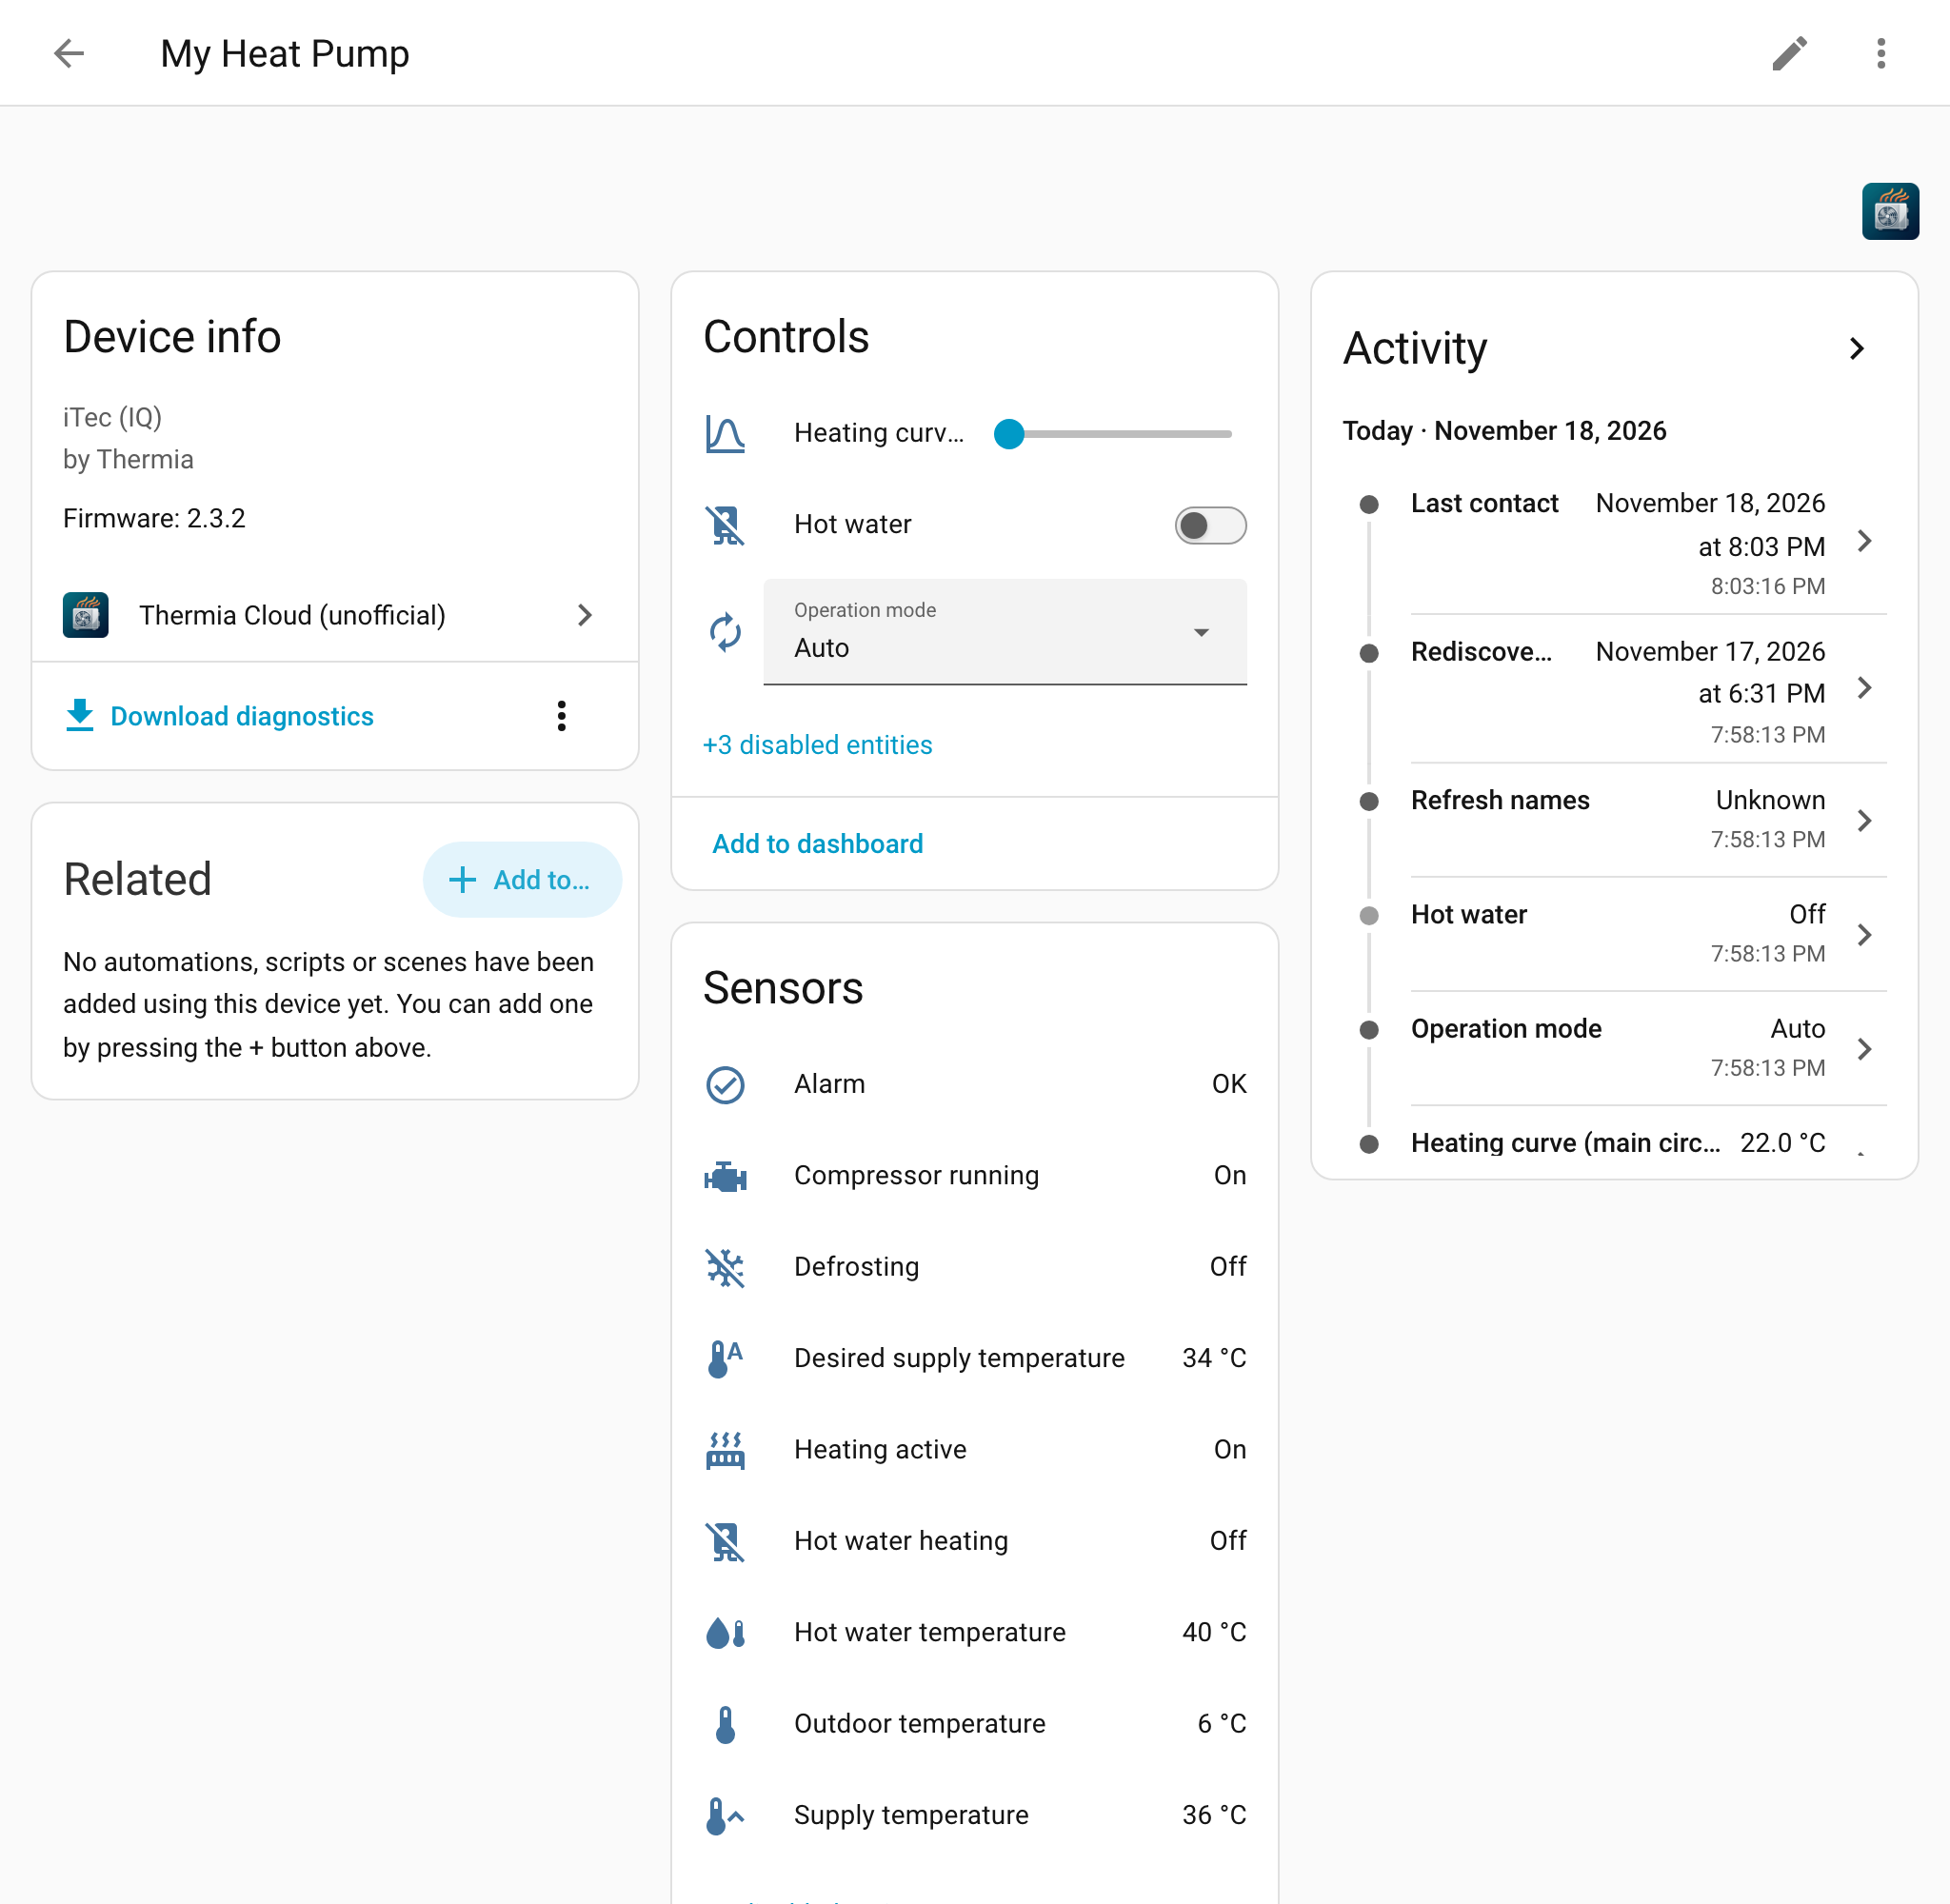 My Heat Pump
Device info
iTec (IQ)
by Thermia
Firmware: 2.3.2
Thermia Cloud (unofficial)
Download diagnostics
Related
Add to...
No automations, scripts or scenes have been
added using this device yet. You can add one
by pressing the + button above.
Controls
Heating curv...
Hot water
Operation mode
Auto
+3 disabled entities
Add to dashboard
Sensors
Alarm OK
Compressor running On
Defrosting Off
Desired supply temperature 34 °C
Heating active On
Hot water heating Off
Hot water temperature 40 °C
Outdoor temperature 6 °C
Supply temperature 36 °C
Activity
Today · November 18, 2026
Last contact November 18, 2026
at 8:03 PM
8:03:16 PM
Rediscove... November 17, 2026
at 6:31 PM
7:58:13 PM
Refresh names Unknown
7:58:13 PM
Hot water Off
7:58:13 PM
Operation mode Auto
7:58:13 PM
Heating curve (main circ... 22.0 °C